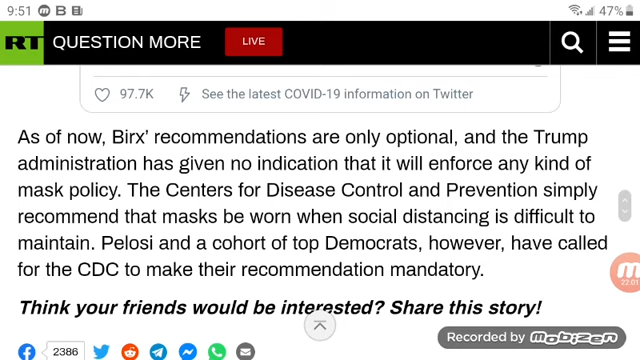 9:51 B 47%
RT QUESTION MORE LIVE
97.7K See the latest COVID-19 information on Twitter
As of now, Birx’ recommendations are only optional, and the Trump
administration has given no indication that it will enforce any kind of
mask policy. The Centers for Disease Control and Prevention simply
recommend that masks be worn when social distancing is difficult to
maintain. Pelosi and a cohort of top Democrats, however, have called
for the CDC to make their recommendation mandatory.
22:01
Think your friends would be interested? Share this story!
Recorded by mobizen
2386